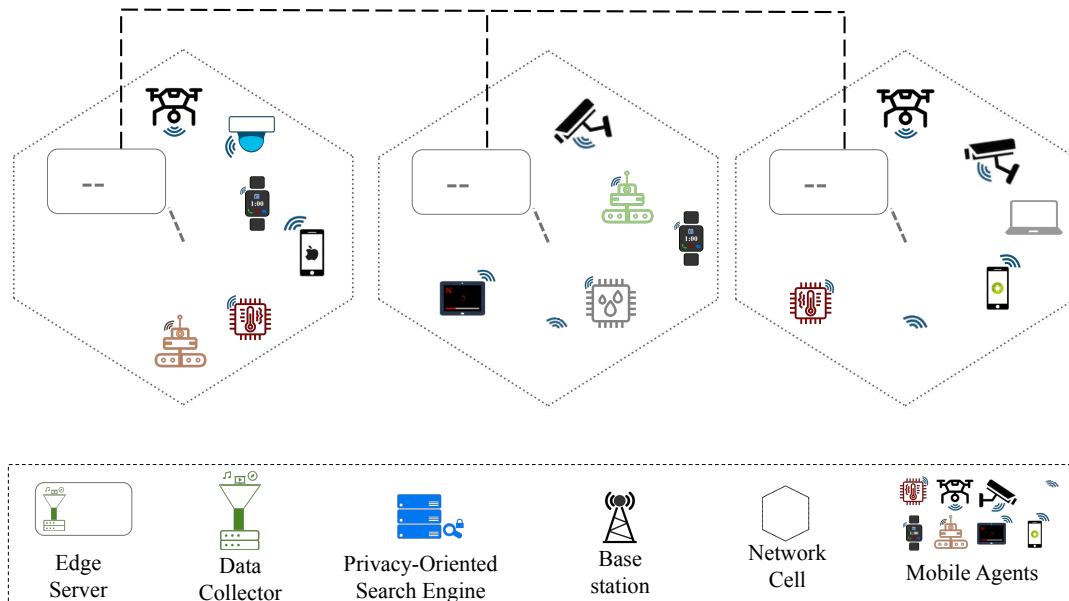 1:00
1:00
Edge
Server
Data
Collector
Privacy-Oriented
Search Engine
Base
station
Network
Cell
Mobile Agents